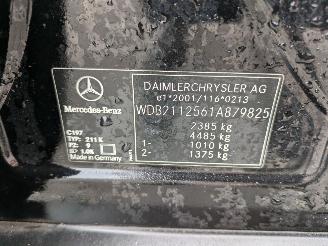 DAIMLERCHRYSLER AG
e1*2001/116*0213
WDB2112561A879825
2385 kg
4485 kg
1- 1010 kg
2- 1375 kg
Mercedes-Benz
C197
TYP: 211 K
PZ: 9
Made in Germany